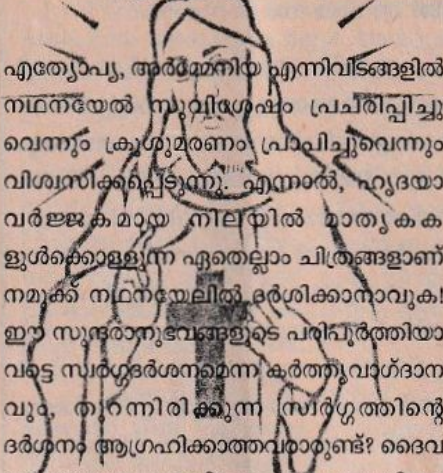 എത്യോപ്യ, അർമേനിയ എന്നിവിടങ്ങളിൽ
നഥനയേൽ സുവിശേഷം പ്രചരിപ്പിച്ചു
വെന്നും ക്രൂശുമരണം പ്രാപിച്ചുവെന്നും
വിശ്വസിക്കപ്പെടുന്നു. എന്നാൽ, ഹൃദയാ
വർജ്ജകമായ നിലയിൽ മാതൃകക
ളുൾക്കൊള്ളുന്ന ഏതെല്ലാം ചിത്രങ്ങളാണ്
നമുക്ക് നഥനയേലിൽ ദർശിക്കാനാവുക!
ഈ സുന്ദരാനുഭവങ്ങളുടെ പരിപൂർത്തിയാ
വട്ടെ സ്വർഗ്ഗദർശനമെന്ന കർത്തൃവാഗ്ദാന
വും, തുറന്നിരിക്കുന്ന സ്വർഗ്ഗത്തിന്റെ
ദർശനം ആഗ്രഹിക്കാത്തവരാരുണ്ട്? ദൈവ